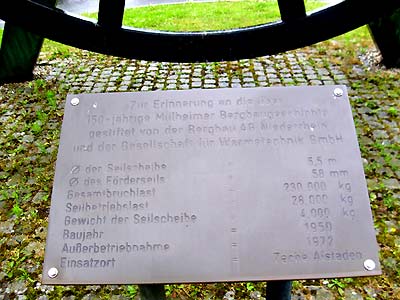 Zur Erinnerung an die über
150-jährige Mülheimer Bergbaugeschichte
gestiftet von der Bergbau AG Niederrhein
und der Gesellschaft für Wärmetechnik GmbH
Ø der Seilscheibe = 5,5 m
Ø des Förderseils = 58 mm
Gesamtbruchlast = 230.000 kg
Seilbetriebslast = 28.000 kg
Gewicht der Seilscheibe = 4.000 kg
Baujahr = 1950
Außerbetriebnahme = 1972
Einsatzort = Zeche Alstaden